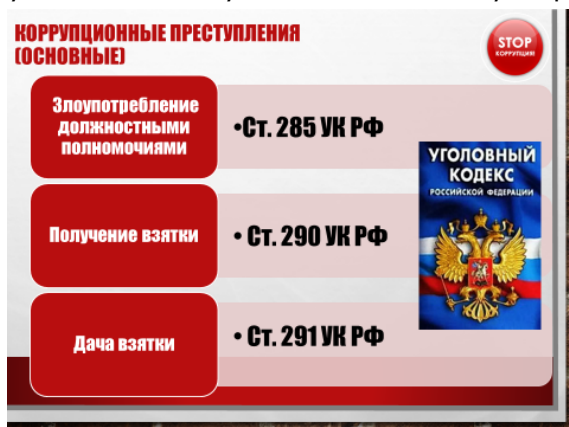 КОРРУПЦИОННЫЕ ПРЕСТУПЛЕНИЯ
(ОСНОВНЫЕ)
STOP
КОРРУПЦИЯ!
Злоупотребление
должностными
полномочиями
•Ст. 285 УК РФ
УГОЛОВНЫЙ
КОДЕКС
РОССИЙСКОЙ ФЕДЕРАЦИИ
Получение взятки
• Ст. 290 УК РФ
Дача взятки
• Ст. 291 УК РФ